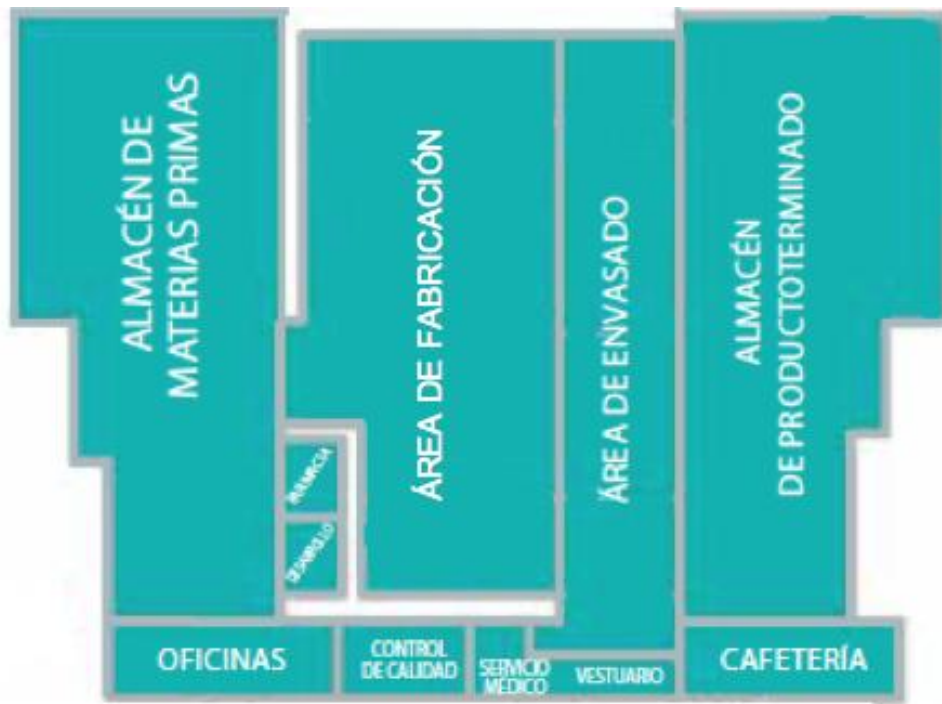 ALMACÉN DE
MATERIAS PRIMAS
ÁREA DE FABRICACIÓN
ÁREA DE ENVASADO
ALMACÉN
DE PRODUCTOTERMINADO
DESARROLLO
OFICINAS
CONTROL
DE CALIDAD
SERVICIO
MÉDICO
VESTUARIO
CAFETERÍA